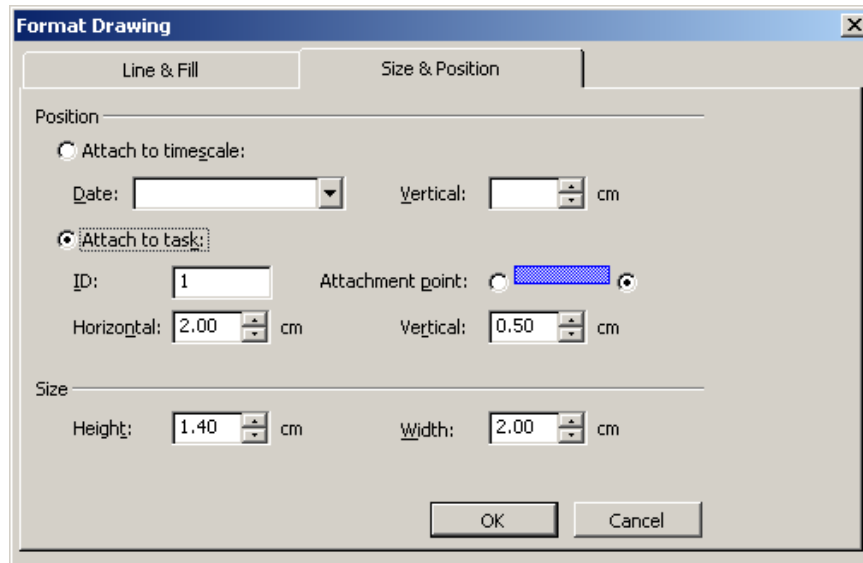 Format Drawing
Line & Fill Size & Position
Position
Attach to timescale:
Date: Vertical: cm
Attach to task:
ID: 1 Attachment point:
Horizontal: 2.00 cm Vertical: 0.50 cm
Size
Height: 1.40 cm Width: 2.00 cm
OK Cancel